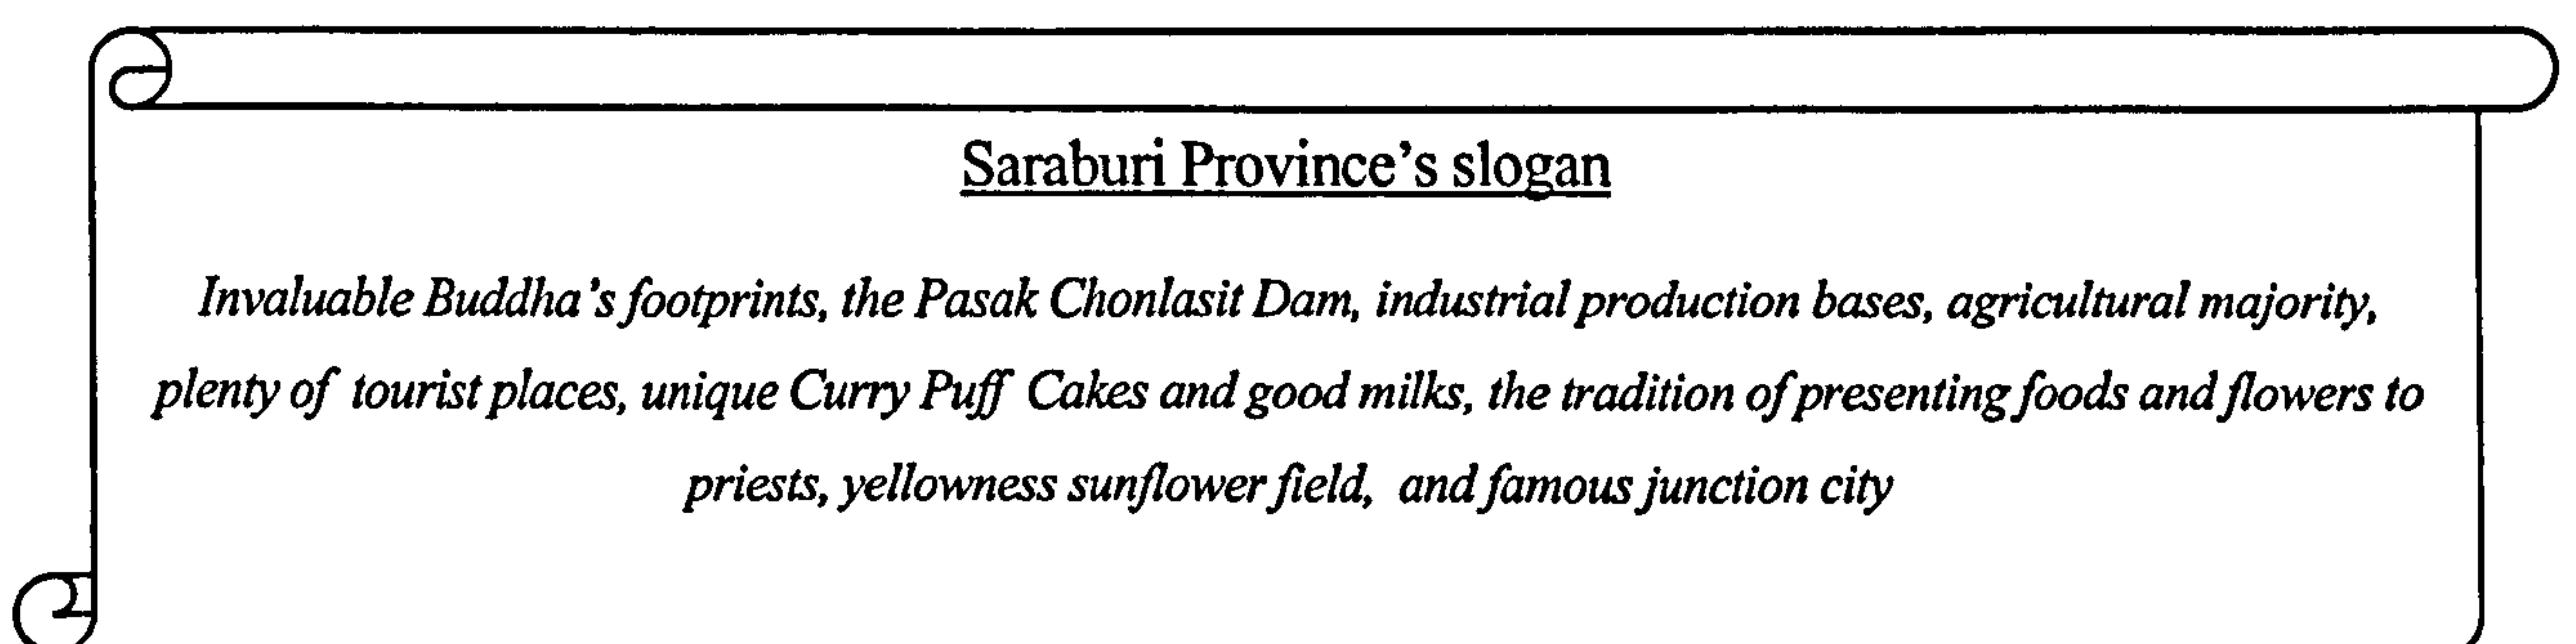 Saraburi Province's slogan
Invaluable Buddha's footprints, the Pasak Chonlasit Dam, industrial production bases, agricultural majority,
plenty of tourist places, unique Curry Puff Cakes and good milks, the tradition of presenting foods and flowers to
priests, yellowness sunflower field, and famous junction city